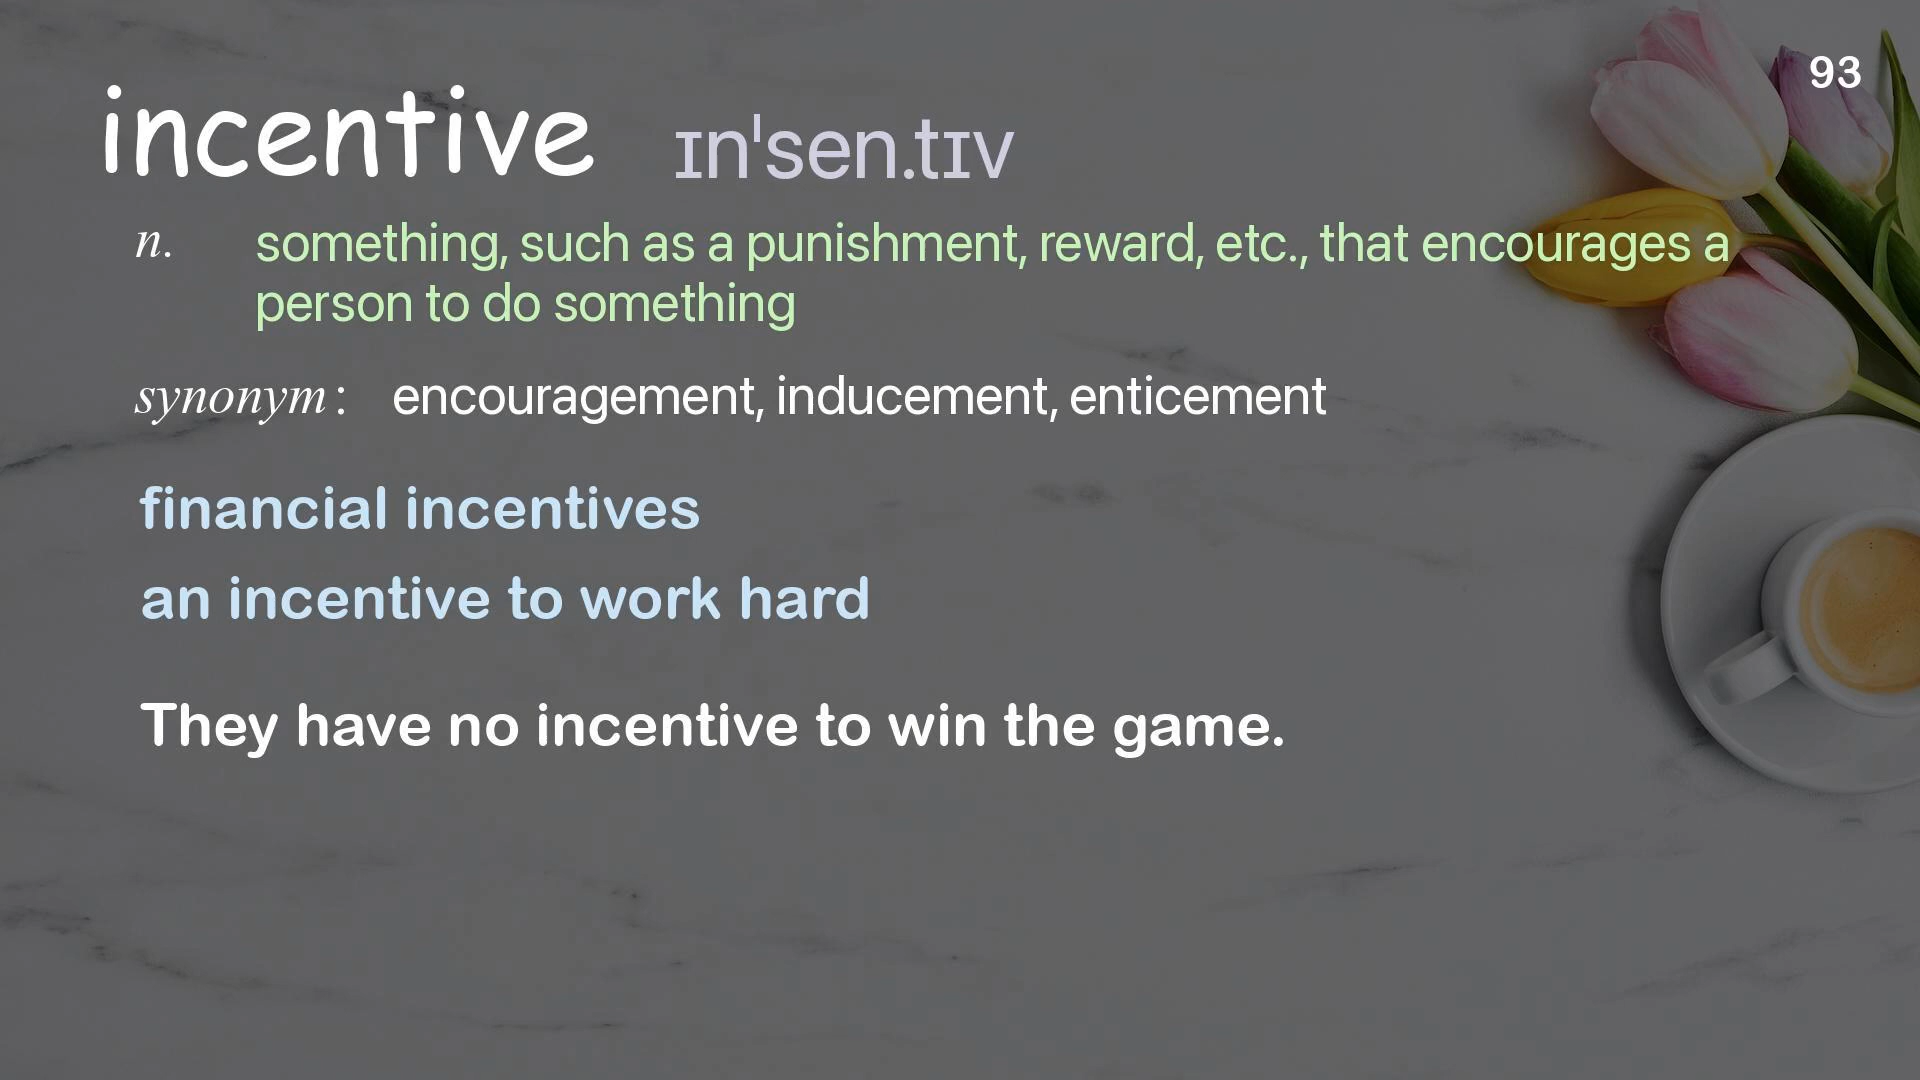 93
incentive ɪnˈsen.tɪv
n. something, such as a punishment, reward, etc., that encourages a
person to do something
synonym : encouragement, inducement, enticement
financial incentives
an incentive to work hard
They have no incentive to win the game.